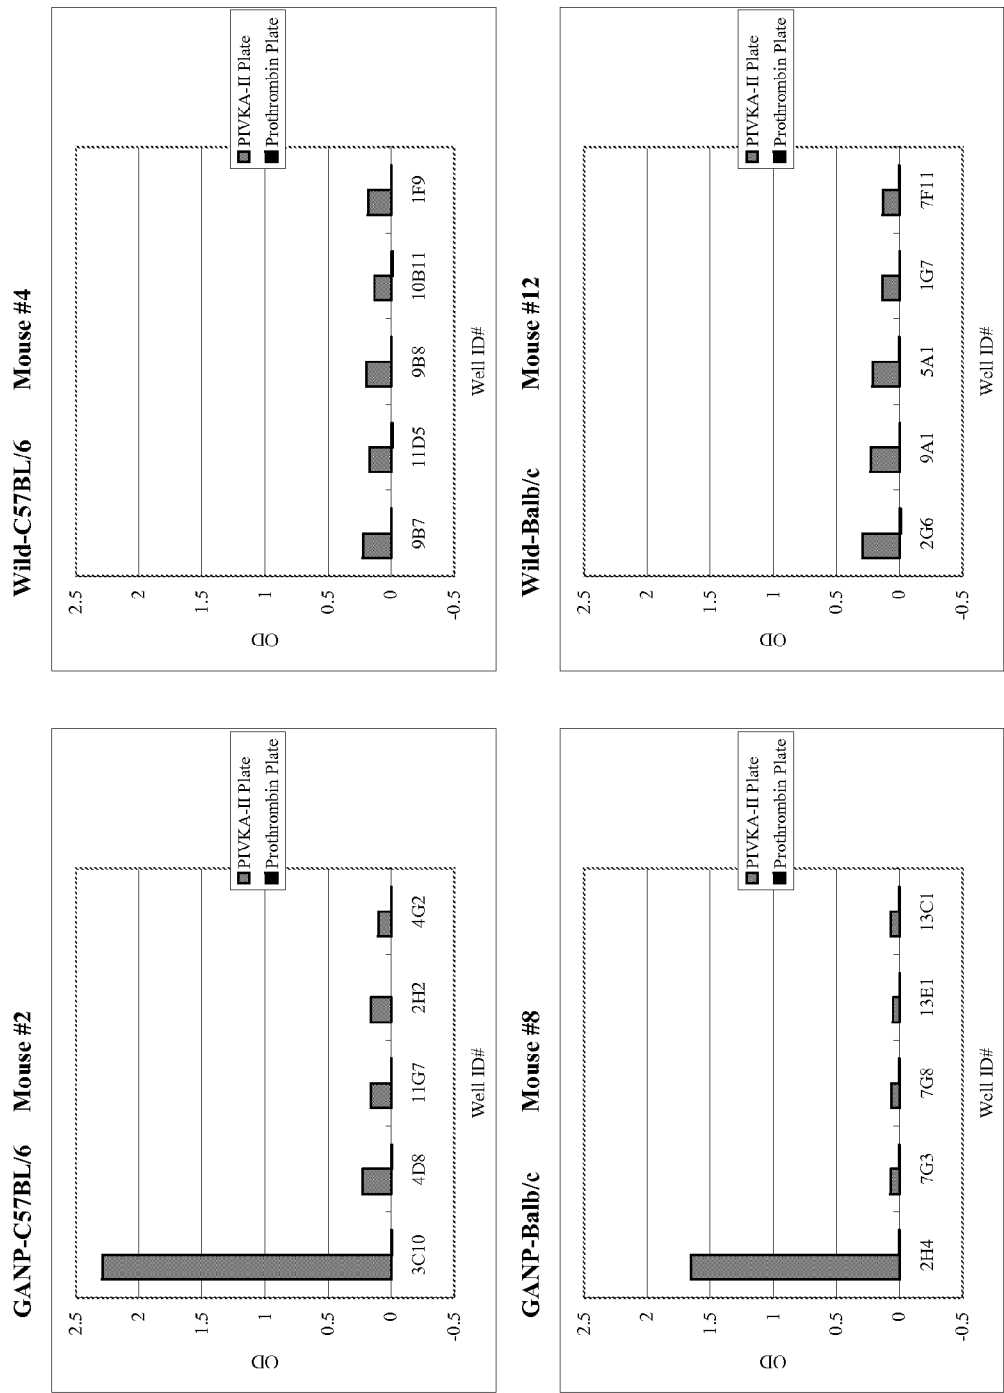 GANP-C57BL/6 Mouse #2
2.5
2
1.5
1
0.5
0
-0.5
OD
3C10 4D8 11G7 2H2 4G2
Well ID#
PIVKA-II Plate
Prothrombin Plate
Wild-C57BL/6 Mouse #4
2.5
2
1.5
1
0.5
0
-0.5
OD
9B7 11D5 9B8 10B11 1F9
Well ID#
PIVKA-II Plate
Prothrombin Plate
GANP-Balb/c Mouse #8
2.5
2
1.5
1
0.5
0
-0.5
OD
2H4 7G3 7G8 13E1 13C1
Well ID#
PIVKA-II Plate
Prothrombin Plate
Wild-Balb/c Mouse #12
2.5
2
1.5
1
0.5
0
-0.5
OD
2G6 9A1 5A1 1G7 7F11
Well ID#
PIVKA-II Plate
Prothrombin Plate